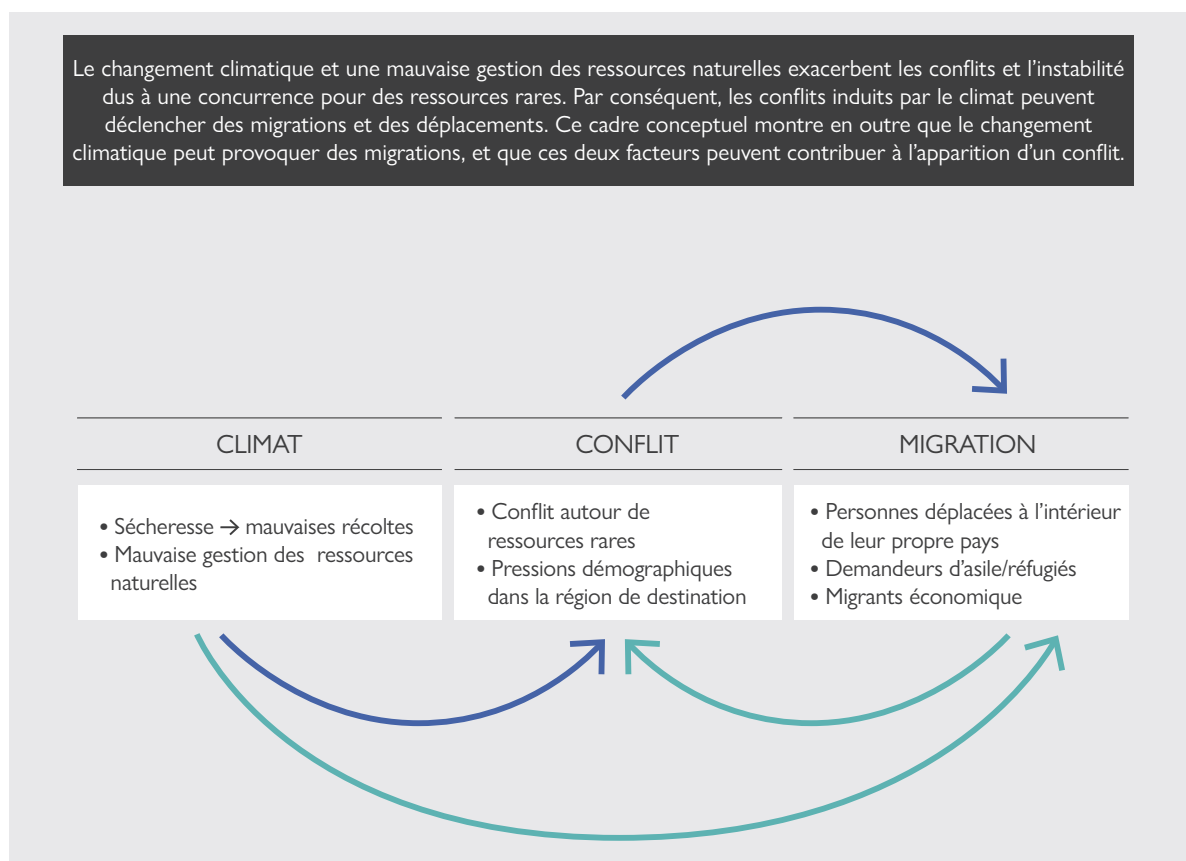 Le changement climatique et une mauvaise gestion des ressources naturelles exacerbent les conflits et l’instabilité
dus à une concurrence pour des ressources rares. Par conséquent, les conflits induits par le climat peuvent
déclencher des migrations et des déplacements. Ce cadre conceptuel montre en outre que le changement
climatique peut provoquer des migrations, et que ces deux facteurs peuvent contribuer à l’apparition d’un conflit.
CLIMAT
• Sécheresse → mauvaises récoltes
• Mauvaise gestion des ressources
naturelles
CONFLIT
• Conflit autour de
ressources rares
• Pressions démographiques
dans la région de destination
MIGRATION
• Personnes déplacées à l’intérieur
de leur propre pays
• Demandeurs d’asile/réfugiés
• Migrants économique